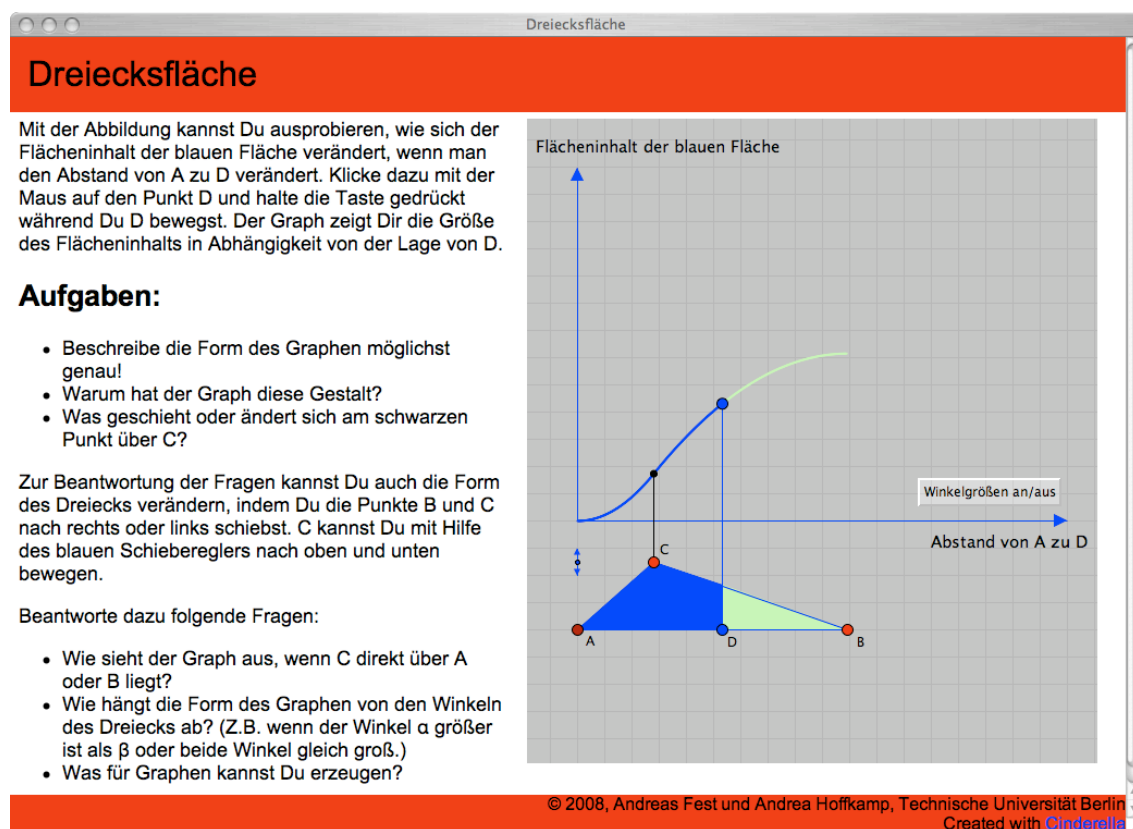 Dreiecksfläche
Dreiecksfläche
Mit der Abbildung kannst Du ausprobieren, wie sich der
Flächeninhalt der blauen Fläche verändert, wenn man
den Abstand von A zu D verändert. Klicke dazu mit der
Maus auf den Punkt D und halte die Taste gedrückt
während Du D bewegst. Der Graph zeigt Dir die Größe
des Flächeninhalts in Abhängigkeit von der Lage von D.
Aufgaben:
• Beschreibe die Form des Graphen möglichst
genau!
• Warum hat der Graph diese Gestalt?
• Was geschieht oder ändert sich am schwarzen
Punkt über C?
Zur Beantwortung der Fragen kannst Du auch die Form
des Dreiecks verändern, indem Du die Punkte B und C
nach rechts oder links schiebst. C kannst Du mit Hilfe
des blauen Schiebereglers nach oben und unten
bewegen.
Beantworte dazu folgende Fragen:
• Wie sieht der Graph aus, wenn C direkt über A
oder B liegt?
• Wie hängt die Form des Graphen von den Winkeln
des Dreiecks ab? (Z.B. wenn der Winkel α größer
ist als β oder beide Winkel gleich groß.)
• Was für Graphen kannst Du erzeugen?
Flächeninhalt der blauen Fläche
Winkelgrößen an/aus
Abstand von A zu D
C
A
D
B
© 2008, Andreas Fest und Andrea Hoffkamp, Technische Universität Berlin
Created with Cinderella